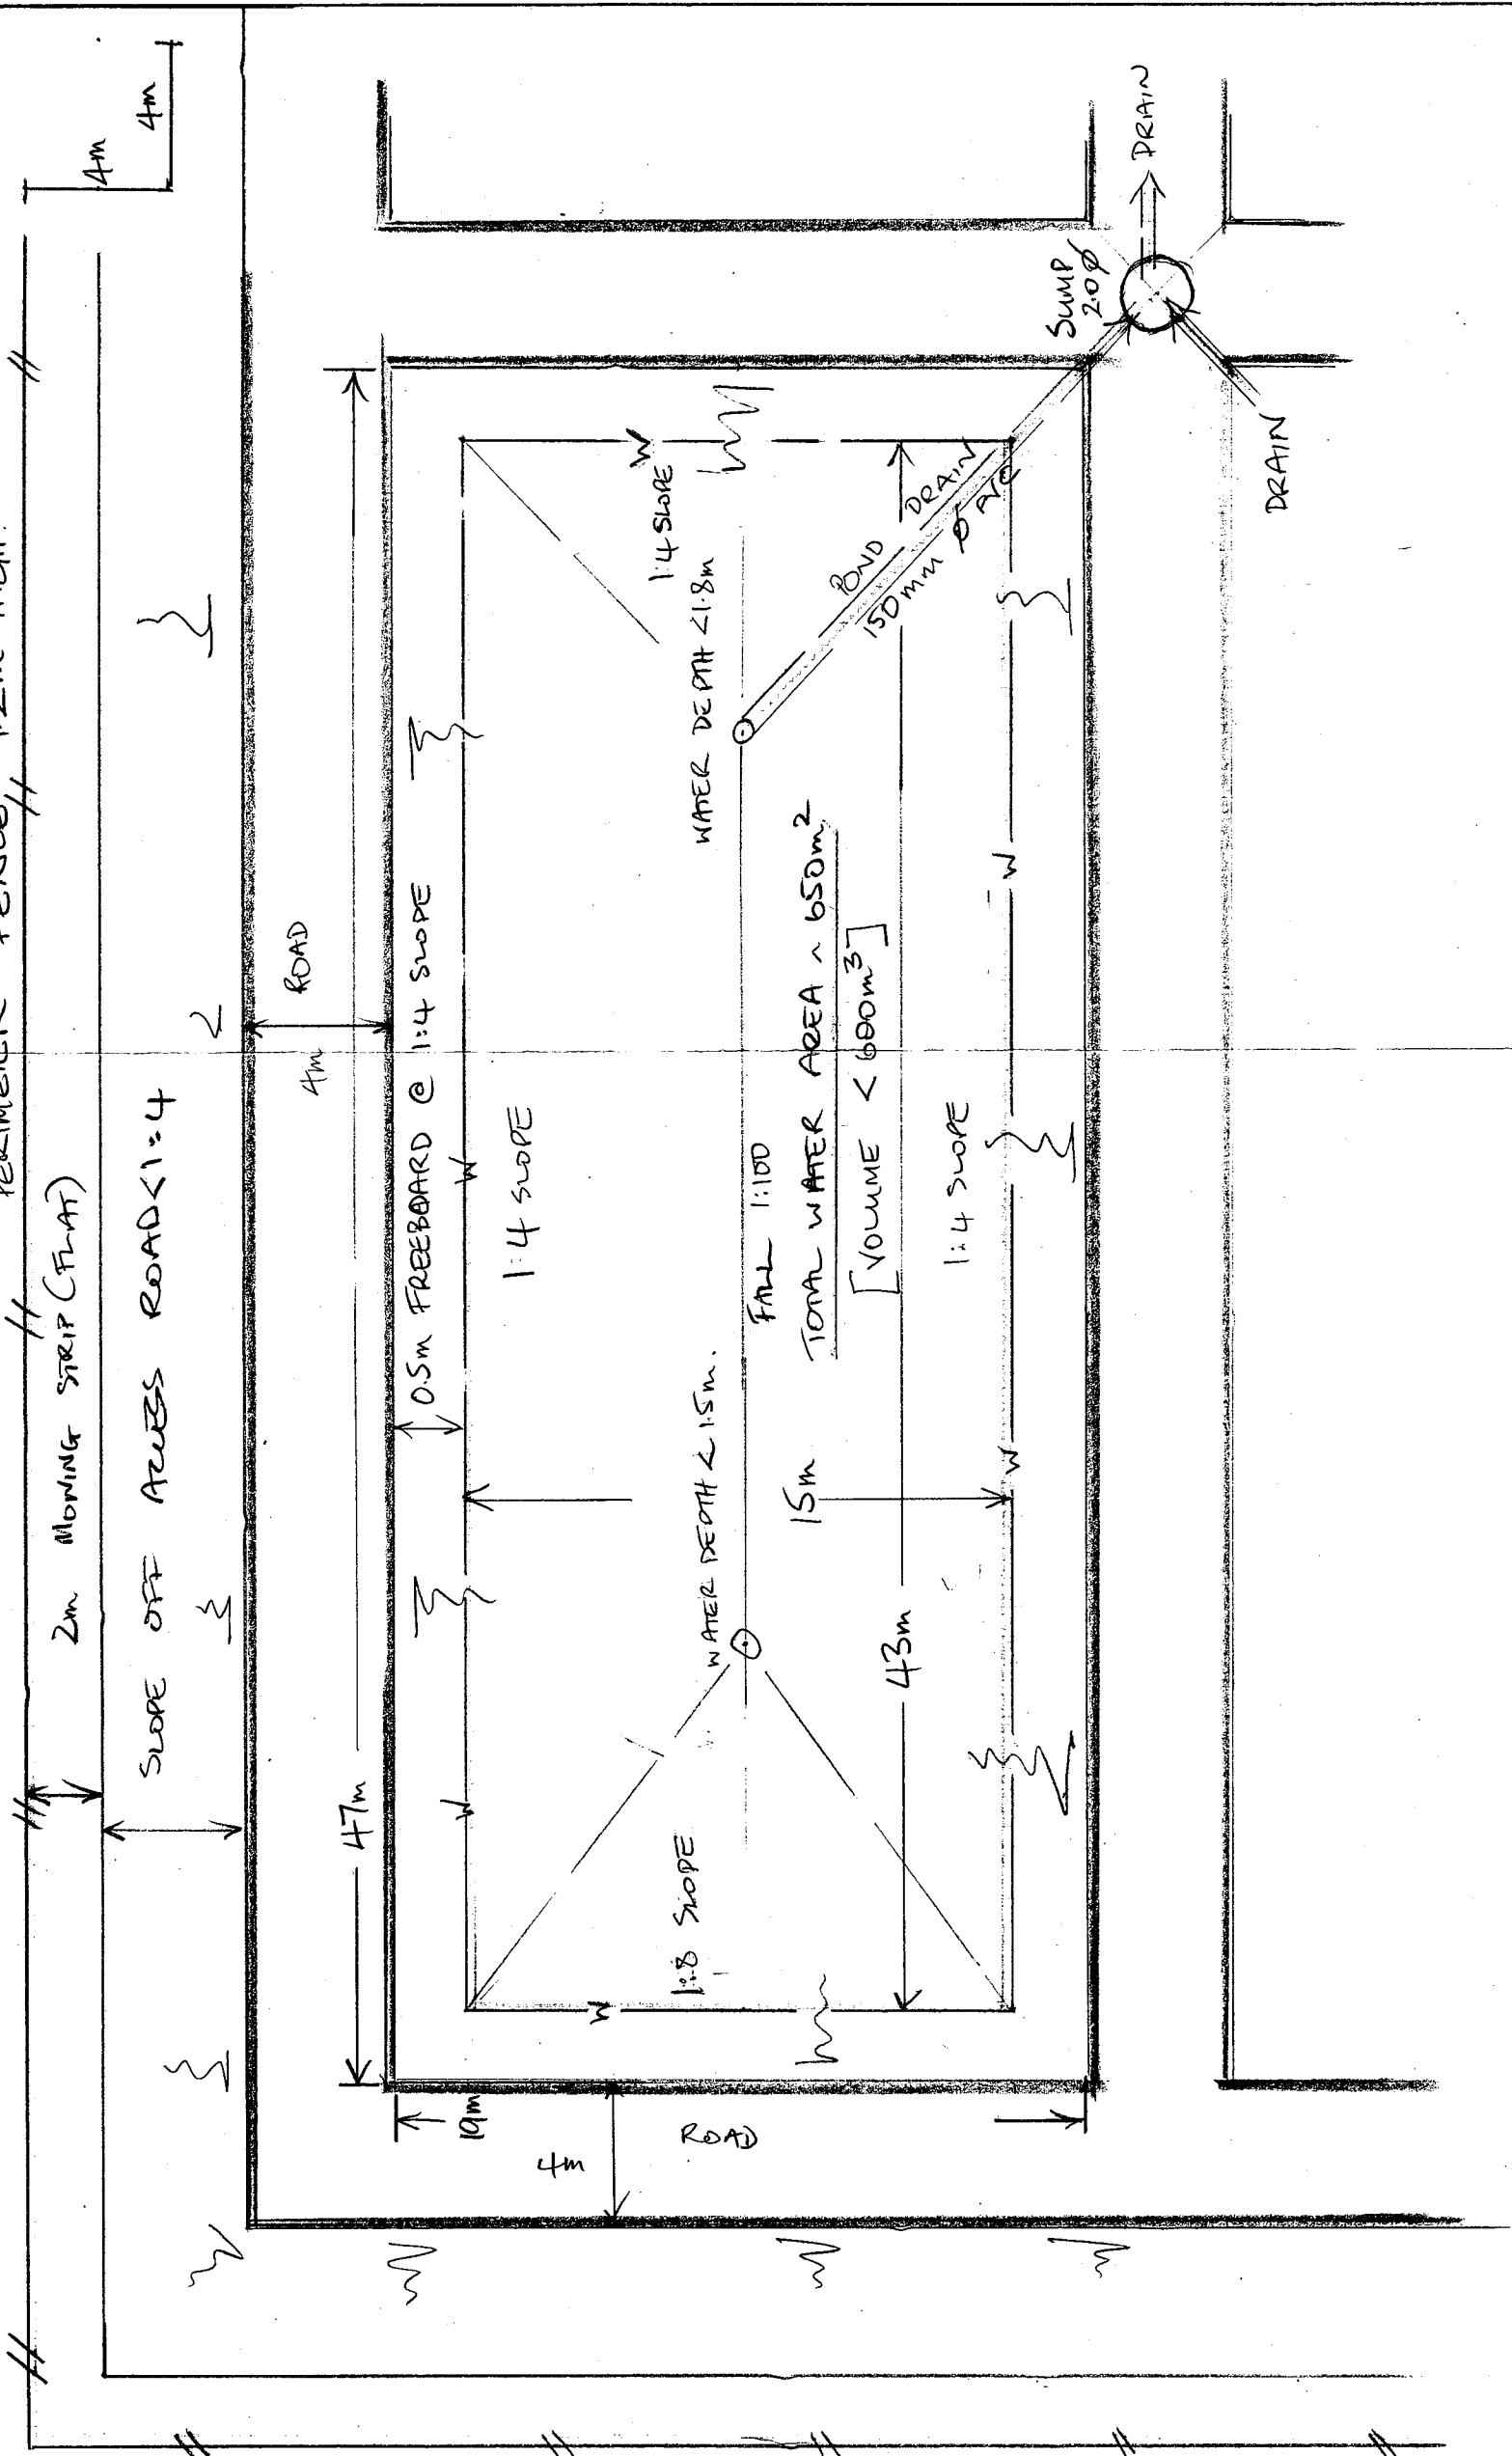 PERIMETER FENCE, 1.2m HIGH.
2m MOWING STRIP (FLAT)
SLOPE OFF ACCESS ROAD < 1:4
4m
4m
ROAD
4m
47m
0.5m FREEBOARD @ 1:4 SLOPE
W
W
1:4 SLOPE
1:4 SLOPE
W
WATER DEPTH < 1.8m
WATER DEPTH < 1.5m.
FALL 1:100
TOTAL WATER AREA ~ 650m²
[VOLUME < 600m³]
15m
43m
1:8 SLOPE
W
1:4 SLOPE
W
W
POND DRAIN
150mm Ø PVC
19m
4m
ROAD
SUMP
2.0Ø
DRAIN
DRAIN